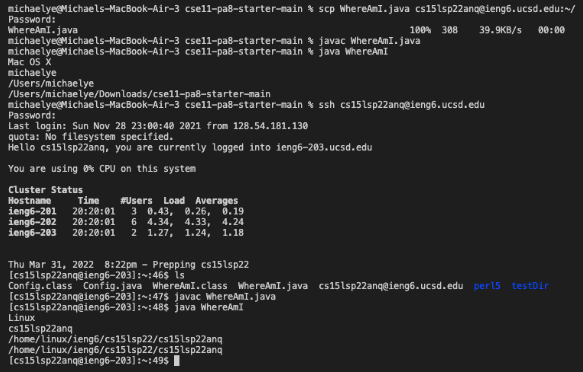 michaelye@Michaels-MacBook-Air-3 cse11-pa8-starter-main % scp WhereAmI.java cs15lsp22anq@ieng6.ucsd.edu:~/
Password:
WhereAmI.java 100% 308 39.9KB/s 00:00
michaelye@Michaels-MacBook-Air-3 cse11-pa8-starter-main % javac WhereAmI.java
michaelye@Michaels-MacBook-Air-3 cse11-pa8-starter-main % java WhereAmI
Mac OS X
michaelye
/Users/michaelye
/Users/michaelye/Downloads/cse11-pa8-starter-main
michaelye@Michaels-MacBook-Air-3 cse11-pa8-starter-main % ssh cs15lsp22anq@ieng6.ucsd.edu
Password:
Last login: Sun Nov 28 23:00:40 2021 from 128.54.181.130
quota: No filesystem specified.
Hello cs15lsp22anq, you are currently logged into ieng6-203.ucsd.edu
You are using 0% CPU on this system
Cluster Status
Hostname Time #Users Load Averages
ieng6-201 20:20:01 3 0.43, 0.26, 0.19
ieng6-202 20:20:01 6 4.34, 4.33, 4.24
ieng6-203 20:20:01 2 1.27, 1.24, 1.18
Thu Mar 31, 2022 8:22pm - Prepping cs15lsp22
[cs15lsp22anq@ieng6-203]:~:46$ ls
Config.class Config.java WhereAmI.class WhereAmI.java cs15lsp22anq@ieng6.ucsd.edu perl5 testDir
[cs15lsp22anq@ieng6-203]:~:47$ javac WhereAmI.java
[cs15lsp22anq@ieng6-203]:~:48$ java WhereAmI
Linux
cs15lsp22anq
/home/linux/ieng6/cs15lsp22/cs15lsp22anq
/home/linux/ieng6/cs15lsp22/cs15lsp22anq
[cs15lsp22anq@ieng6-203]:~:49$